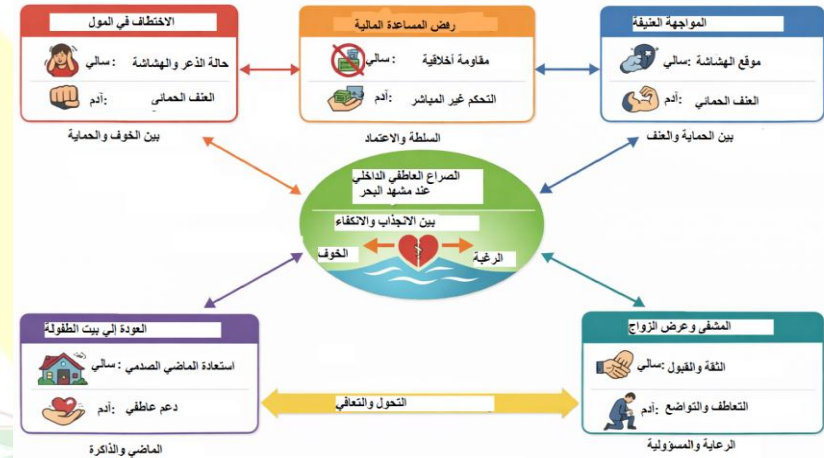 المواجهة العنيفة
سالي: موقع الهشاشة
آدم: العنف الحمائي
بين الحماية والعنف
رفض المساعدة المالية
سالي : مقاومة أخلاقية
آدم: التحكم غير المباشر
السلطة والاعتماد
الاختطاف في المول
سالي : حالة الذعر والهشاشة
آدم: العنف الحمائي
بين الخوف والحماية
الصراع العاطفي الداخلي
عند مشهد البحر
بين الانجذاب والانكفاء
الرغبة
الخوف
المشفى وعرض الزواج
سالي: الثقة والقبول
آدم: التعاطف والتواضع
الرعاية والمسؤولية
التحول والتعافي
العودة إلى بيت الطفولة
سالي : استعادة الماضي الصدمي
آدم: دعم عاطفي
الماضي والذاكرة